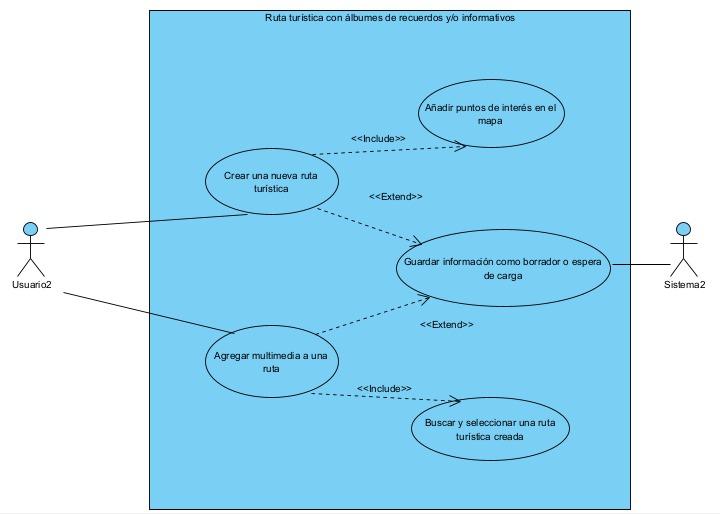 Ruta turística con álbumes de recuerdos y/o informativos
Añadir puntos de interés en el
mapa
<<Include>>
Crear una nueva ruta
turística
<<Extend>>
Usuario2
Guardar información como borrador o espera
de carga
Sistema2
<<Extend>>
Agregar multimedia a una
ruta
<<Include>>
Buscar y seleccionar una ruta
turística creada